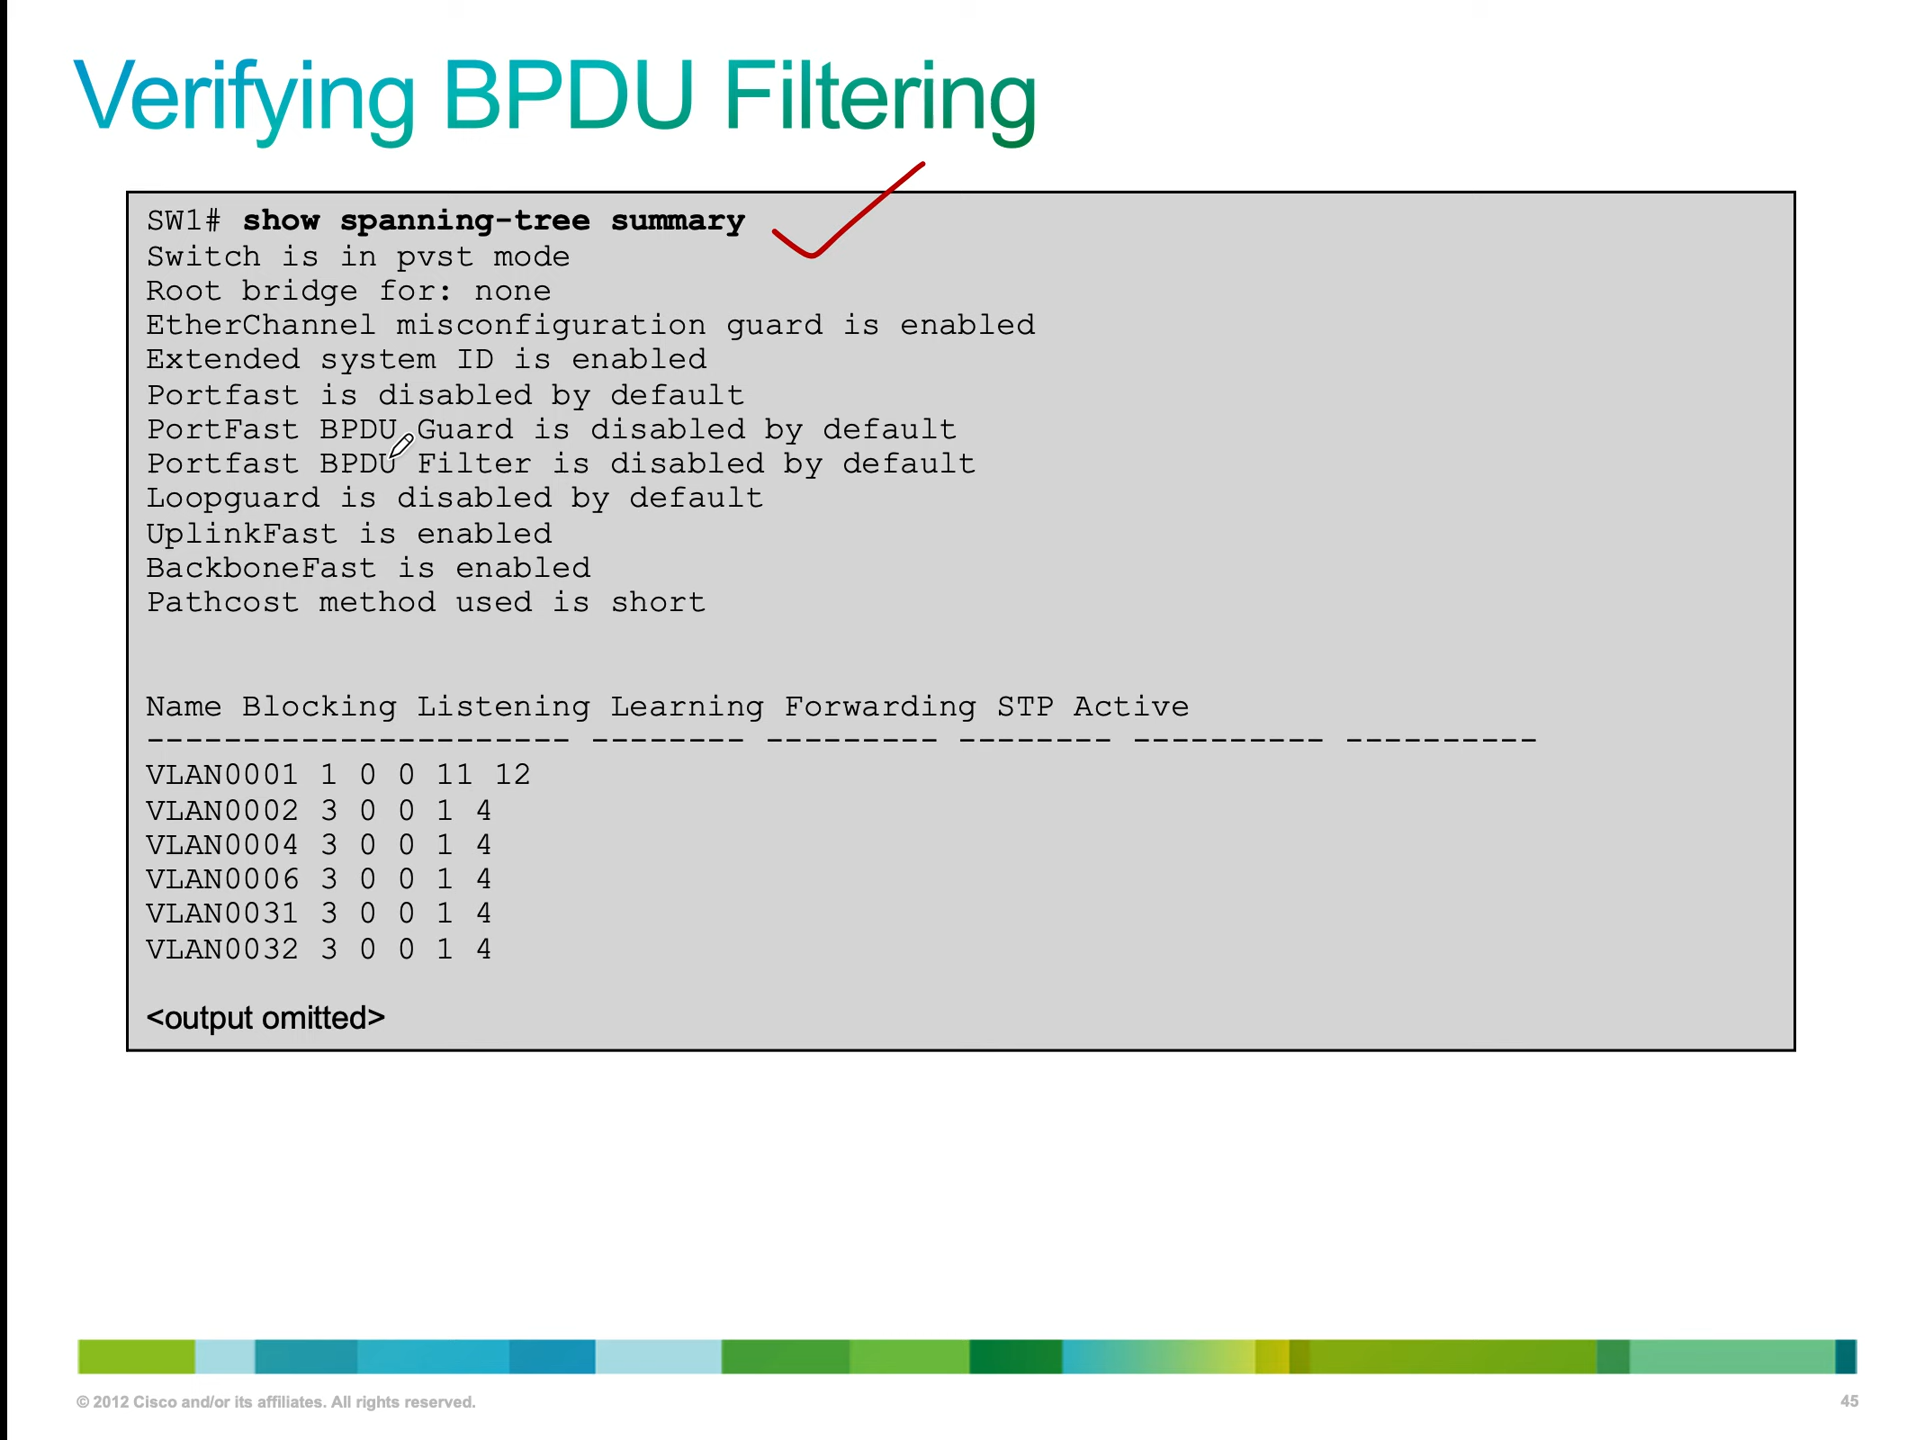 Verifying BPDU Filtering
SW1# show spanning-tree summary
Switch is in pvst mode
Root bridge for: none
EtherChannel misconfiguration guard is enabled
Extended system ID is enabled
Portfast is disabled by default
PortFast BPDU Guard is disabled by default
Portfast BPDU Filter is disabled by default
Loopguard is disabled by default
UplinkFast is enabled
BackboneFast is enabled
Pathcost method used is short
Name Blocking Listening Learning Forwarding STP Active
---------------------- -------- --------- -------- ---------- ----------
VLAN0001 1 0 0 11 12
VLAN0002 3 0 0 1 4
VLAN0004 3 0 0 1 4
VLAN0006 3 0 0 1 4
VLAN0031 3 0 0 1 4
VLAN0032 3 0 0 1 4
<output omitted>
© 2012 Cisco and/or its affiliates. All rights reserved.
45